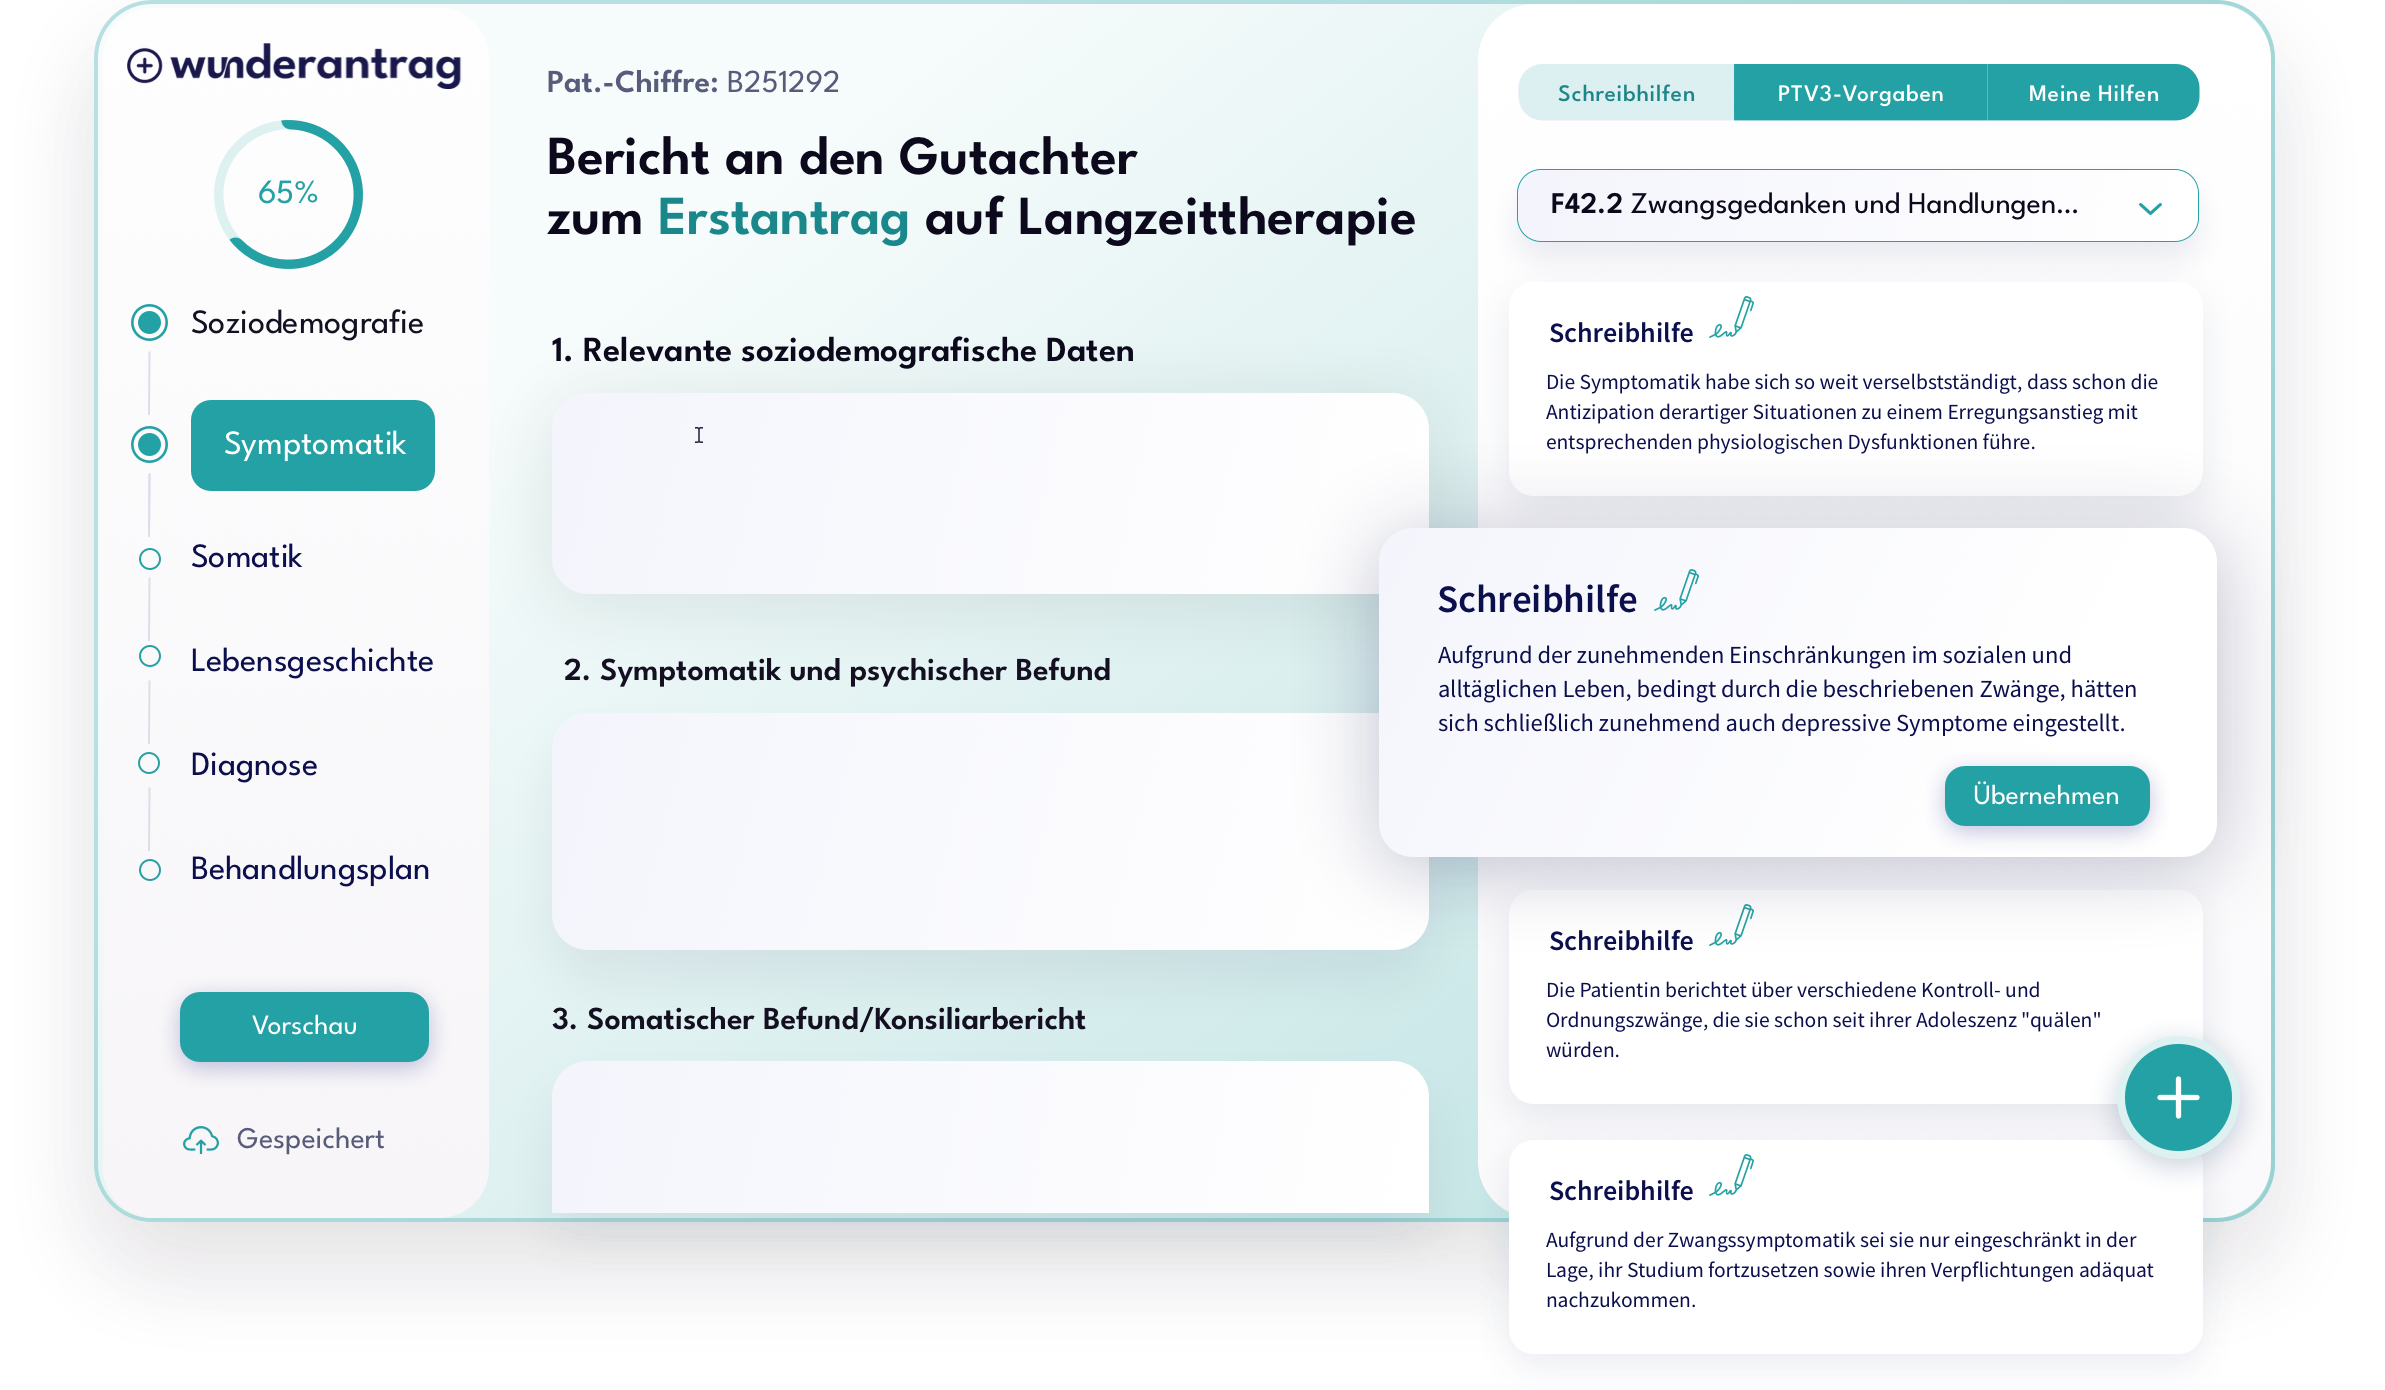 wunderantrag
65%
Soziodemografie
Symptomatik
Somatik
Lebensgeschichte
Diagnose
Behandlungsplan
Vorschau
Gespeichert
Pat.-Chiffre: B251292
Bericht an den Gutachter
zum Erstantrag auf Langzeittherapie
1. Relevante soziodemografische Daten
2. Symptomatik und psychischer Befund
3. Somatischer Befund/Konsiliarbericht
Schreibhilfen
PTV3-Vorgaben
Meine Hilfen
F42.2 Zwangsgedanken und Handlungen...
Schreibhilfe
Die Symptomatik habe sich so weit verselbstständigt, dass schon die
Antizipation derartiger Situationen zu einem Erregungsanstieg mit
entsprechenden physiologischen Dysfunktionen führe.
Schreibhilfe
Aufgrund der zunehmenden Einschränkungen im sozialen und
alltäglichen Leben, bedingt durch die beschriebenen Zwänge, hätten
sich schließlich zunehmend auch depressive Symptome eingestellt.
Übernehmen
Schreibhilfe
Die Patientin berichtet über verschiedene Kontroll- und
Ordnungszwänge, die sie schon seit ihrer Adoleszenz "quälen"
würden.
Schreibhilfe
Aufgrund der Zwangssymptomatik sei sie nur eingeschränkt in der
Lage, ihr Studium fortzusetzen sowie ihren Verpflichtungen adäquat
nachzukommen.